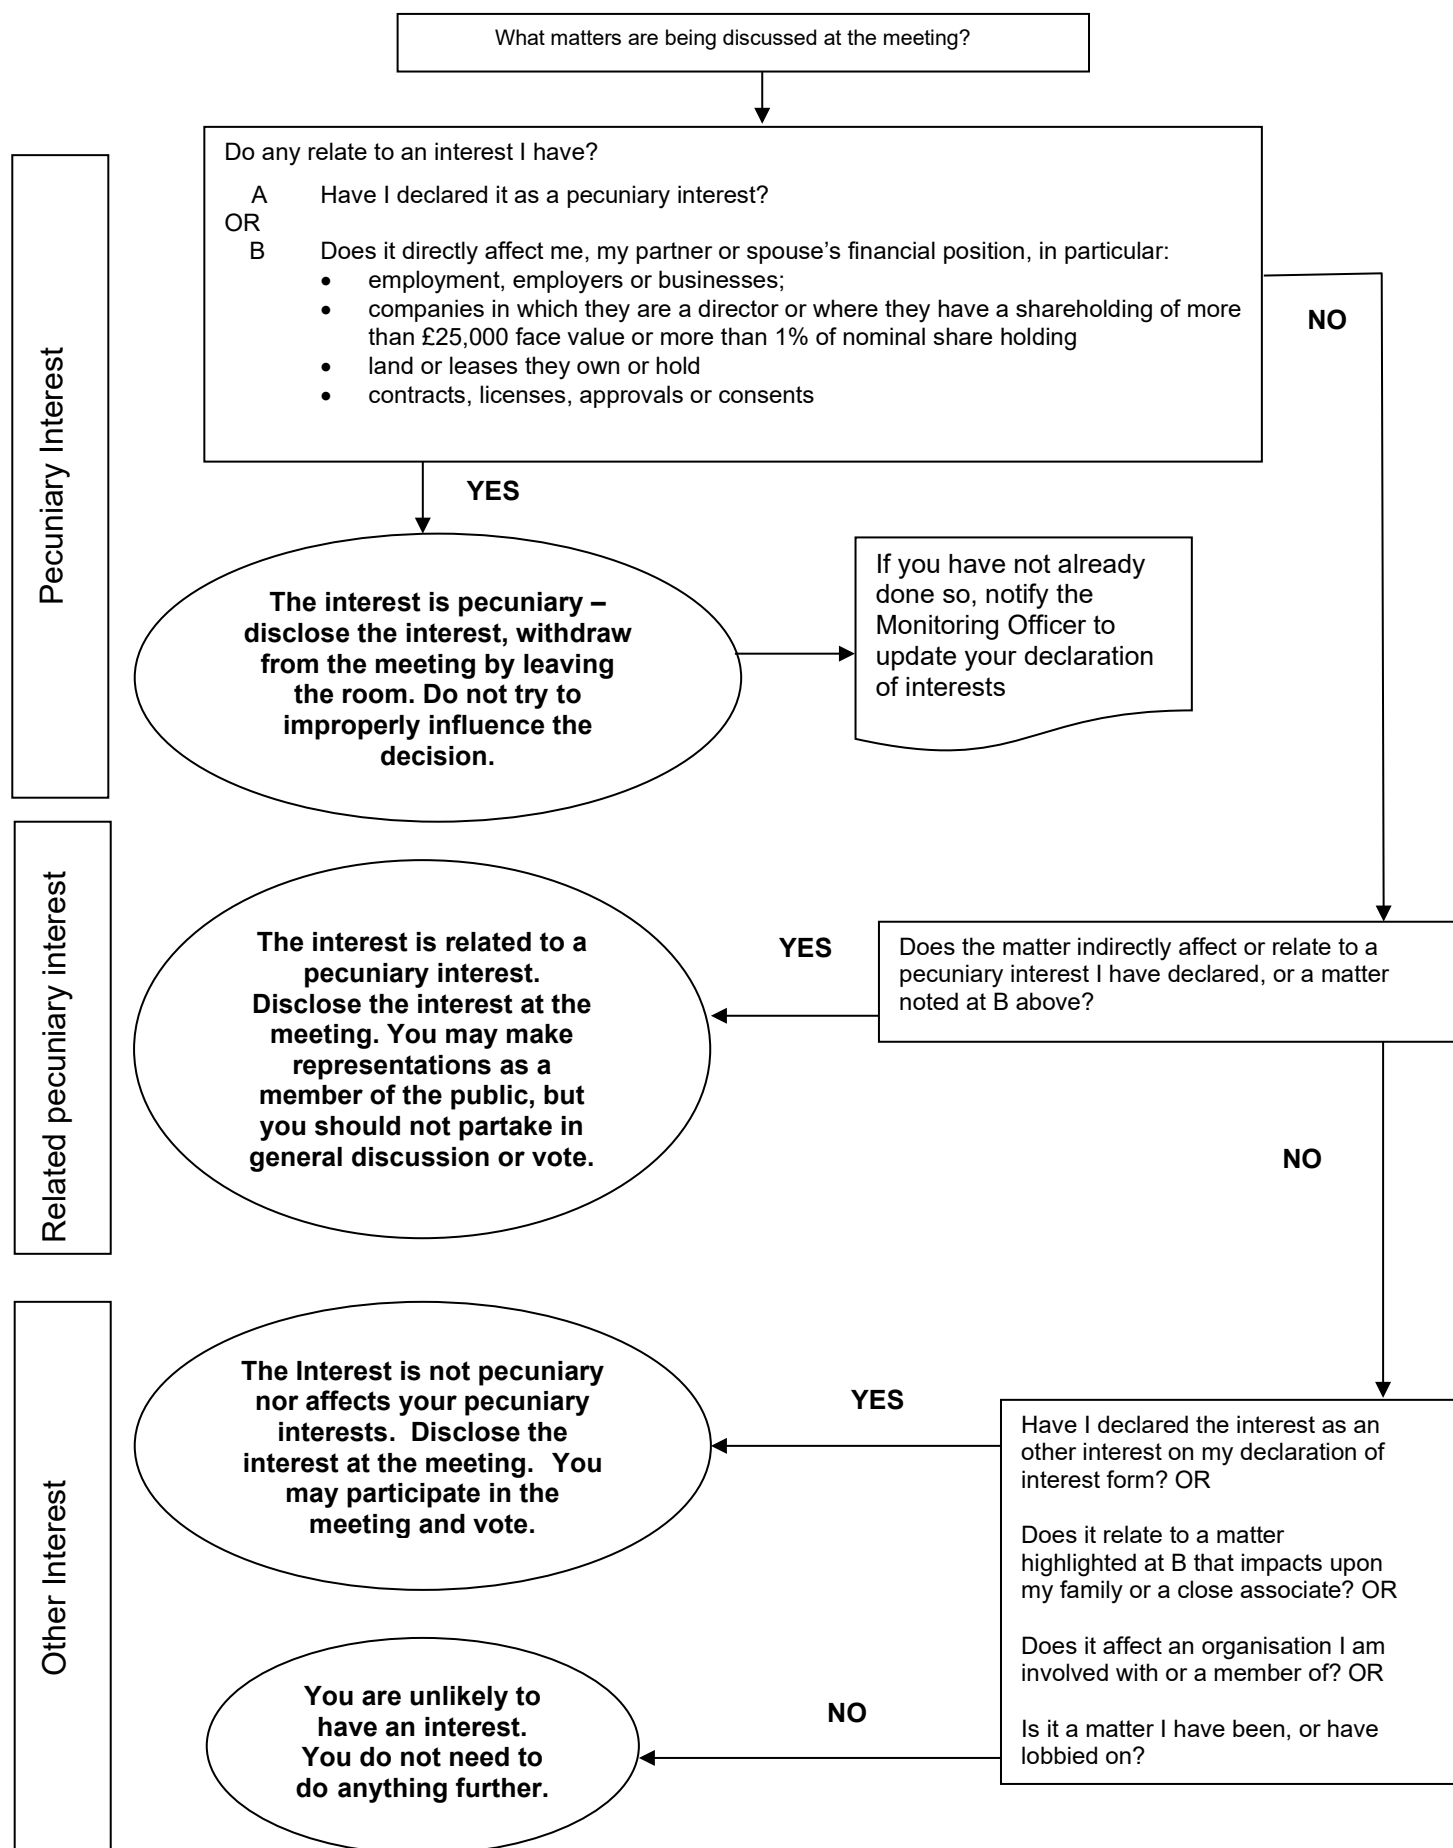 What matters are being discussed at the meeting?
Pecuniary Interest
Do any relate to an interest I have?
A Have I declared it as a pecuniary interest?
OR
B Does it directly affect me, my partner or spouse’s financial position, in particular:
• employment, employers or businesses;
• companies in which they are a director or where they have a shareholding of more
than £25,000 face value or more than 1% of nominal share holding
• land or leases they own or hold
• contracts, licenses, approvals or consents
NO
YES
The interest is pecuniary –
disclose the interest, withdraw
from the meeting by leaving
the room. Do not try to
improperly influence the
decision.
If you have not already
done so, notify the
Monitoring Officer to
update your declaration
of interests
Related pecuniary interest
The interest is related to a
pecuniary interest.
Disclose the interest at the
meeting. You may make
representations as a
member of the public, but
you should not partake in
general discussion or vote.
YES
Does the matter indirectly affect or relate to a
pecuniary interest I have declared, or a matter
noted at B above?
NO
Other Interest
The Interest is not pecuniary
nor affects your pecuniary
interests. Disclose the
interest at the meeting. You
may participate in the
meeting and vote.
YES
Have I declared the interest as an
other interest on my declaration of
interest form? OR
Does it relate to a matter
highlighted at B that impacts upon
my family or a close associate? OR
Does it affect an organisation I am
involved with or a member of? OR
Is it a matter I have been, or have
lobbied on?
NO
You are unlikely to
have an interest.
You do not need to
do anything further.